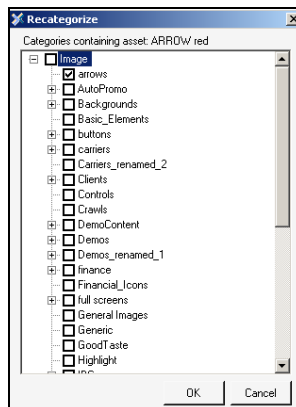 Recategorize
Categories containing asset: ARROW red
Image
arrows
AutoPromo
Backgrounds
Basic_Elements
buttons
carriers
Carriers_renamed_2
Clients
Controls
Crawls
DemoContent
Demos
Demos_renamed_1
finance
Financial_Icons
full screens
General Images
Generic
GoodTaste
Highlight
OK Cancel